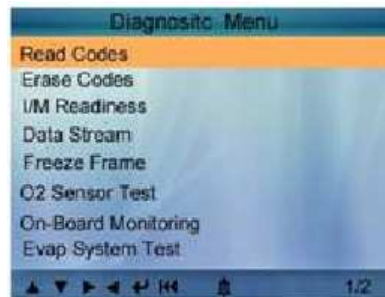 Diagnositc Menu
Read Codes
Erase Codes
I/M Readiness
Data Stream
Freeze Frame
O2 Sensor Test
On-Board Monitoring
Evap System Test
1/2